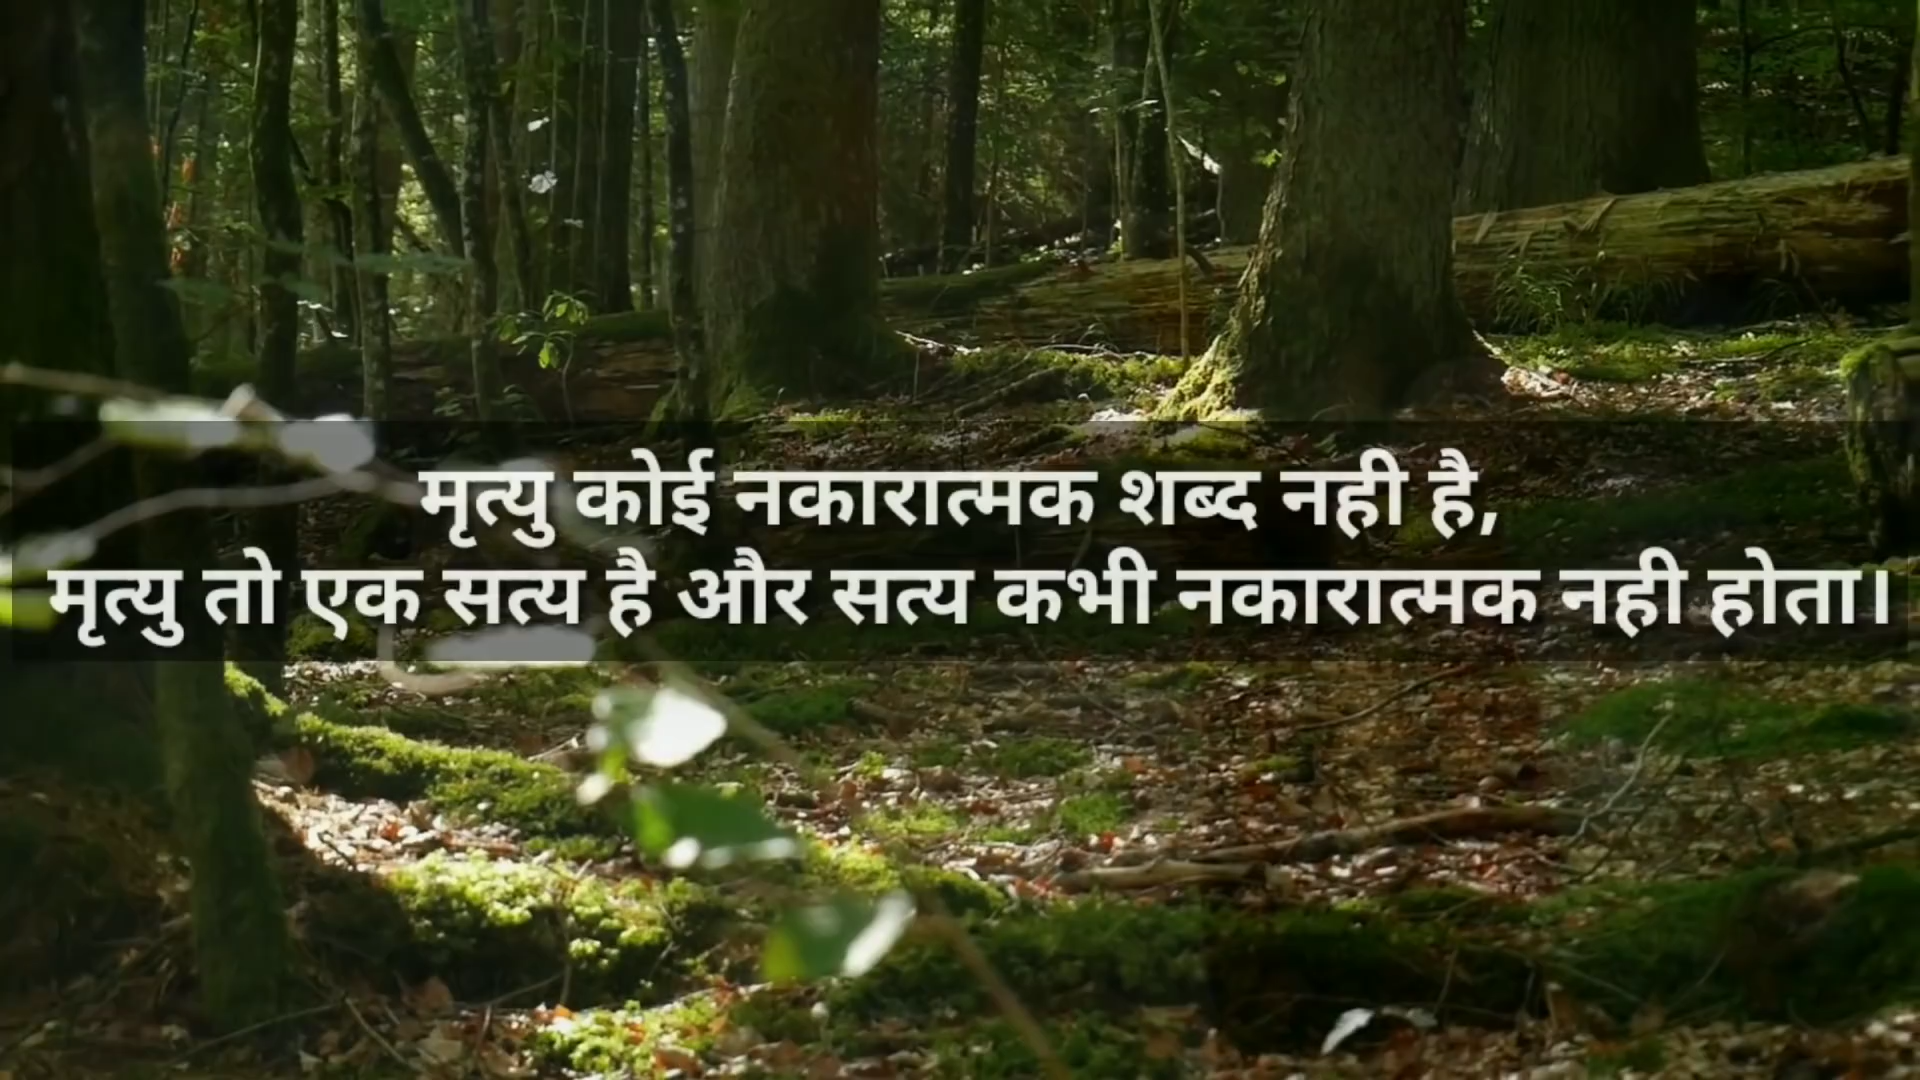 मृत्यु कोई नकारात्मक शब्द नही है,
मृत्यु तो एक सत्य है और सत्य कभी नकारात्मक नही होता।